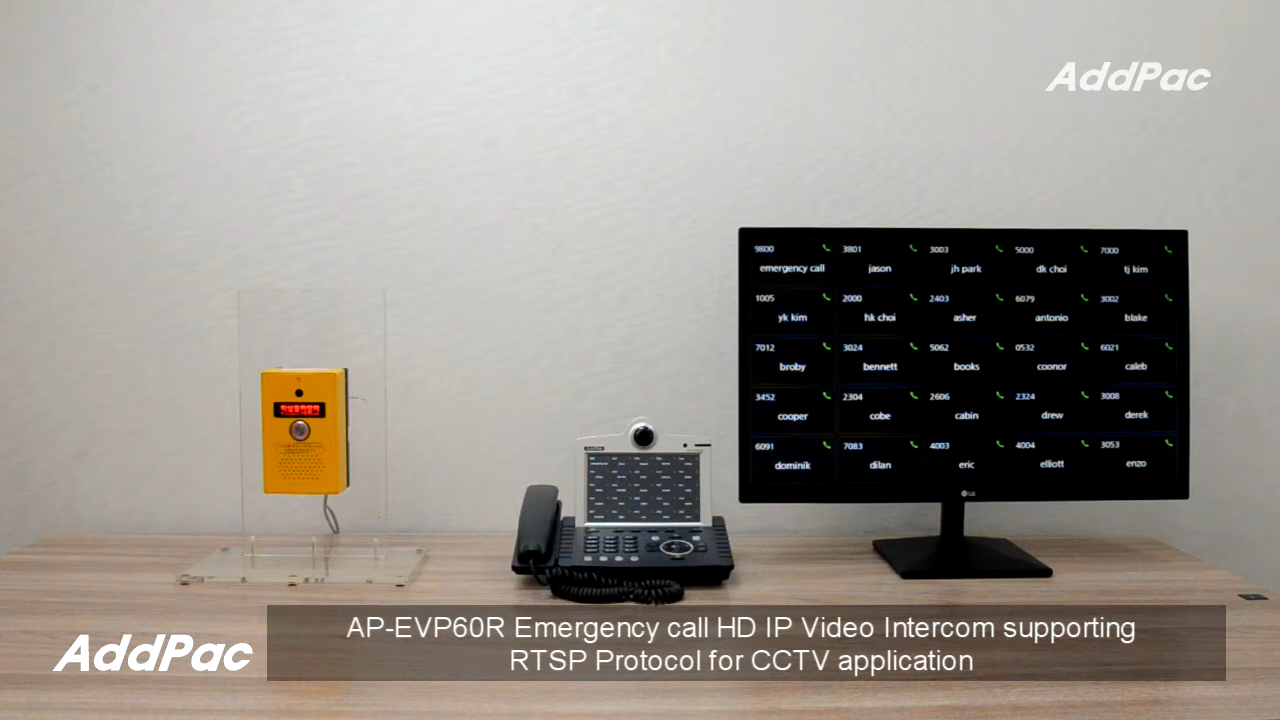 AddPac
9800
3801
3003
5000
7000
emergency call
jason
jh park
dk choi
tj kim
1005
2000
2403
6079
3002
yk kim
hk choi
asher
antonio
blake
7012
3024
5062
0532
6021
broby
bennett
books
coonor
caleb
3452
2304
2606
2324
3008
cooper
cobe
cabin
drew
derek
6091
7083
4003
4004
3053
dominik
dilan
eric
elliott
enzo
LG
AP-EVP60R Emergency call HD IP Video Intercom supporting
RTSP Protocol for CCTV application
AddPac